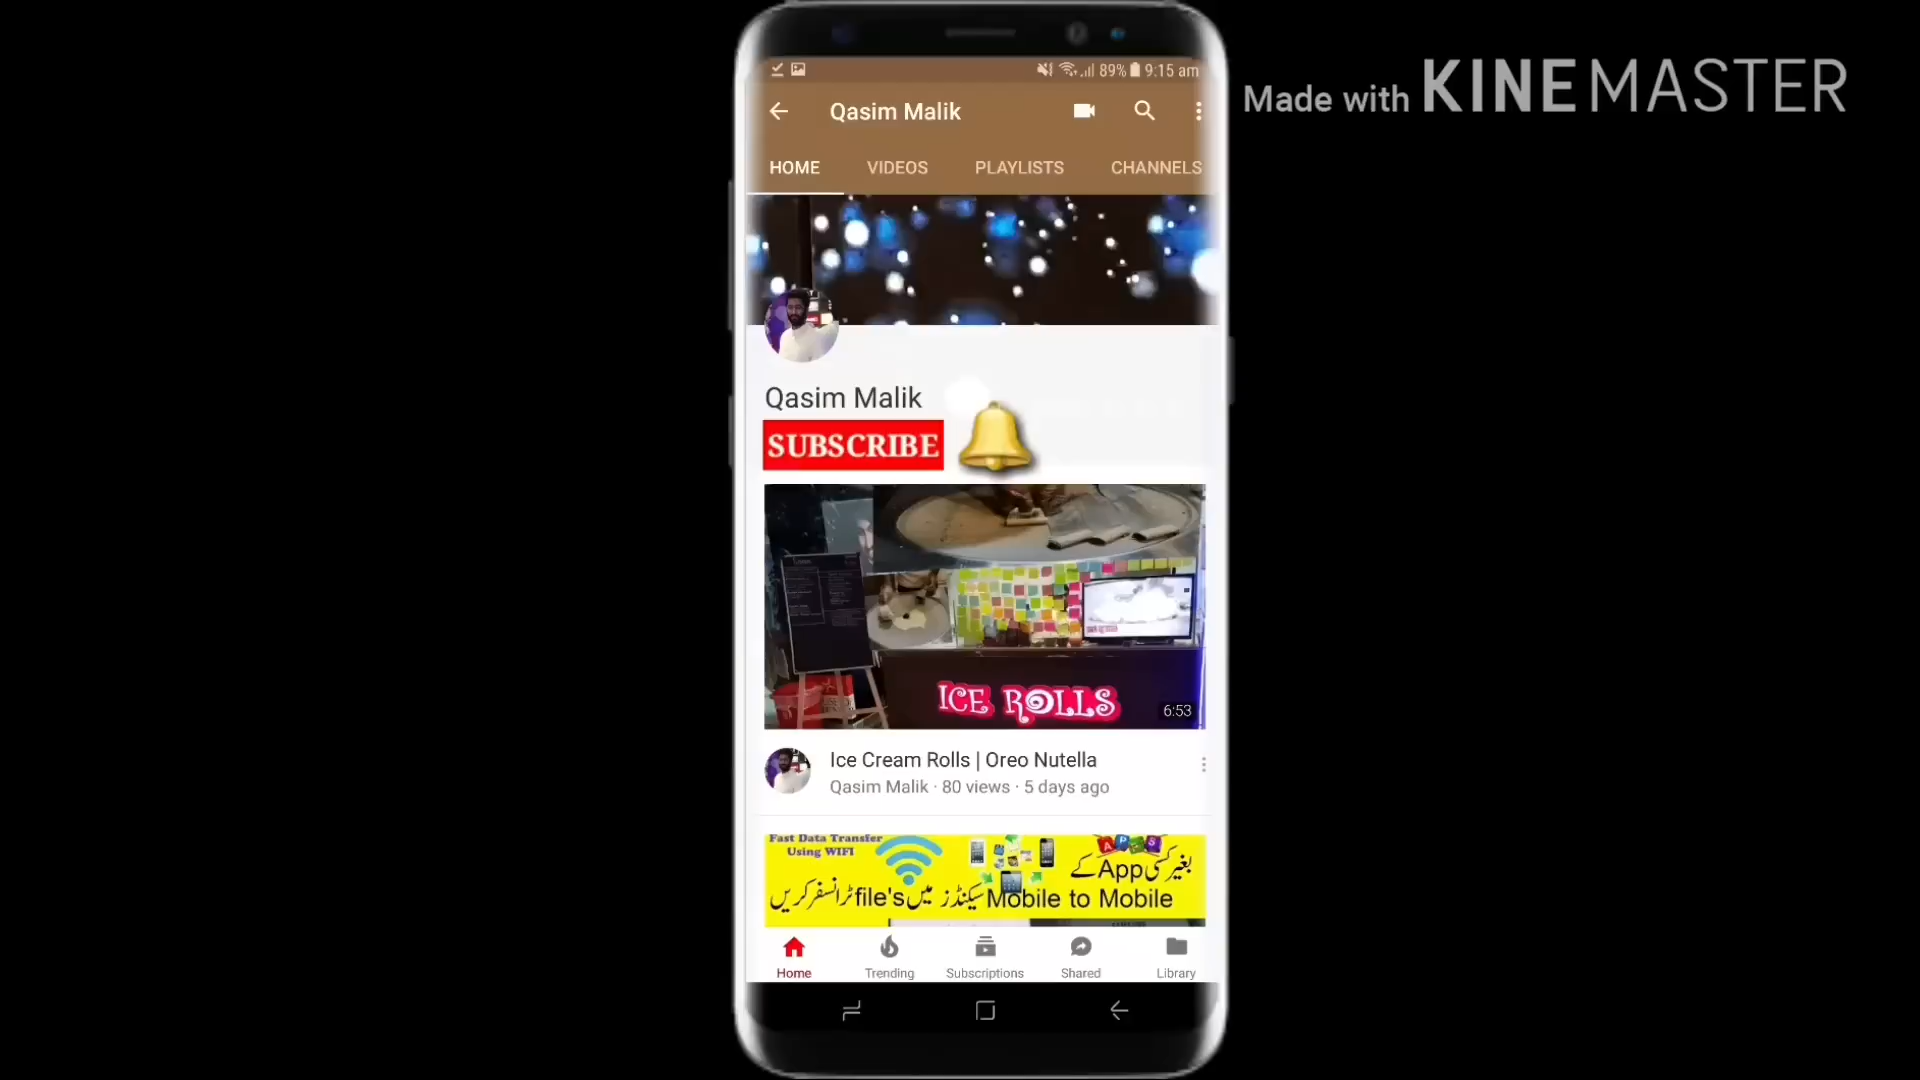 89% 9:15 am
Made with KINEMASTER
Qasim Malik
HOME VIDEOS PLAYLISTS CHANNELS
Qasim Malik
SUBSCRIBE
ICE ROLLS
6:53
Ice Cream Rolls | Oreo Nutella
Qasim Malik · 80 views · 5 days ago
Fast Data Transfer
Using WIFI
APPS
بغیر کسی App کے
Mobile to Mobile سیکنڈز میں file's ٹرانسفر کریں
Home Trending Subscriptions Shared Library